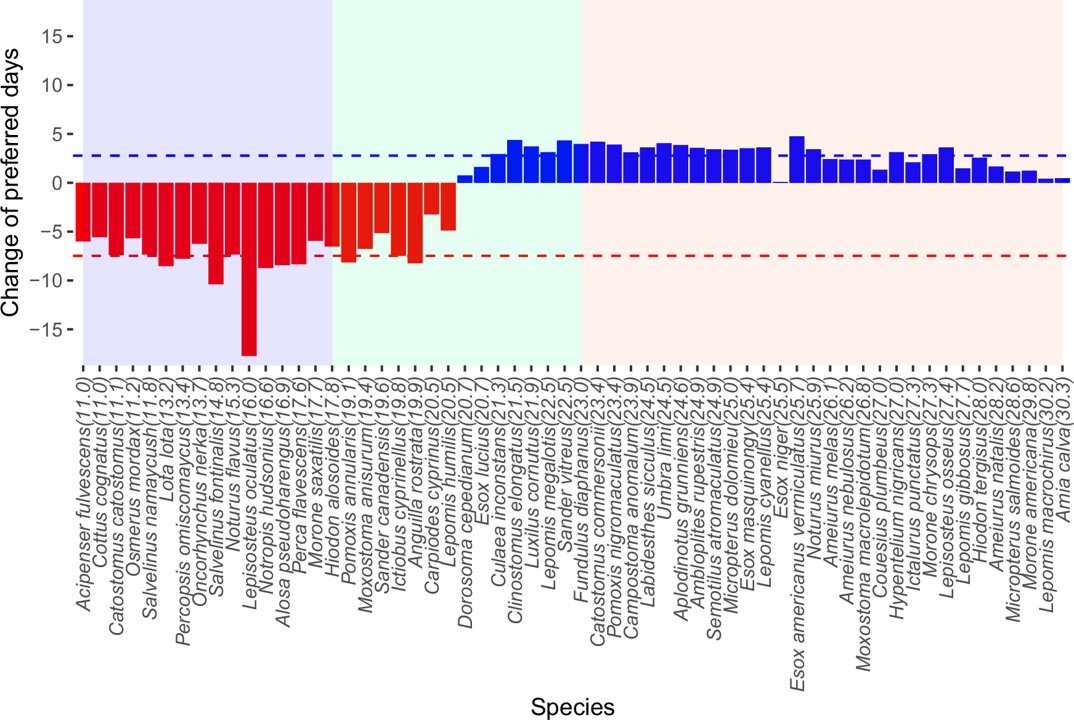 Change of preferred days
15
10
5
0
−5
−10
−15
Acipenser fulvescens(11.0)
Cottus cognatus(11.0)
Catostomus catostomus(11.1)
Osmerus mordax(11.2)
Salvelinus namaycush(11.8)
Lota lota(13.2)
Percopsis omiscomaycus(13.4)
Oncorhynchus nerka(13.7)
Salvelinus fontinalis(14.8)
Noturus flavus(15.3)
Lepisosteus oculatus(16.0)
Notropis hudsonius(16.6)
Alosa pseudoharengus(16.9)
Perca flavescens(17.6)
Morone saxatilis(17.7)
Hiodon alosoides(17.8)
Pomoxis annularis(19.1)
Moxostoma anisurum(19.4)
Sander canadensis(19.6)
Ictiobus cyprinellus(19.8)
Anguilla rostrata(19.9)
Carpiodes cyprinus(20.5)
Lepomis humilis(20.5)
Dorosoma cepedianum(20.7)
Esox lucius(20.7)
Culaea inconstans(21.3)
Clinostomus elongatus(21.5)
Luxilus cornutus(21.9)
Lepomis megalotis(22.5)
Sander vitreus(22.5)
Fundulus diaphanus(23.0)
Catostomus commersonii(23.4)
Pomoxis nigromaculatus(23.4)
Campostoma anomalum(23.9)
Labidesthes sicculus(24.5)
Umbra limi(24.5)
Aplodinotus grunniens(24.6)
Ambloplites rupestris(24.9)
Semotilus atromaculatus(24.9)
Micropterus dolomieu(25.0)
Esox masquinongy(25.4)
Lepomis cyanellus(25.4)
Esox niger(25.5)
Esox americanus vermiculatus(25.7)
Noturus miurus(25.9)
Ameiurus melas(26.1)
Ameiurus nebulosus(26.2)
Moxostoma macrolepidotum(26.8)
Couesius plumbeus(27.0)
Hypentelium nigricans(27.0)
Ictalurus punctatus(27.3)
Morone chrysops(27.3)
Lepisosteus osseus(27.4)
Lepomis gibbosus(27.7)
Hiodon tergisus(28.0)
Ameiurus natalis(28.2)
Micropterus salmoides(28.6)
Morone americana(29.8)
Lepomis macrochirus(30.2)
Amia calva(30.3)
Species